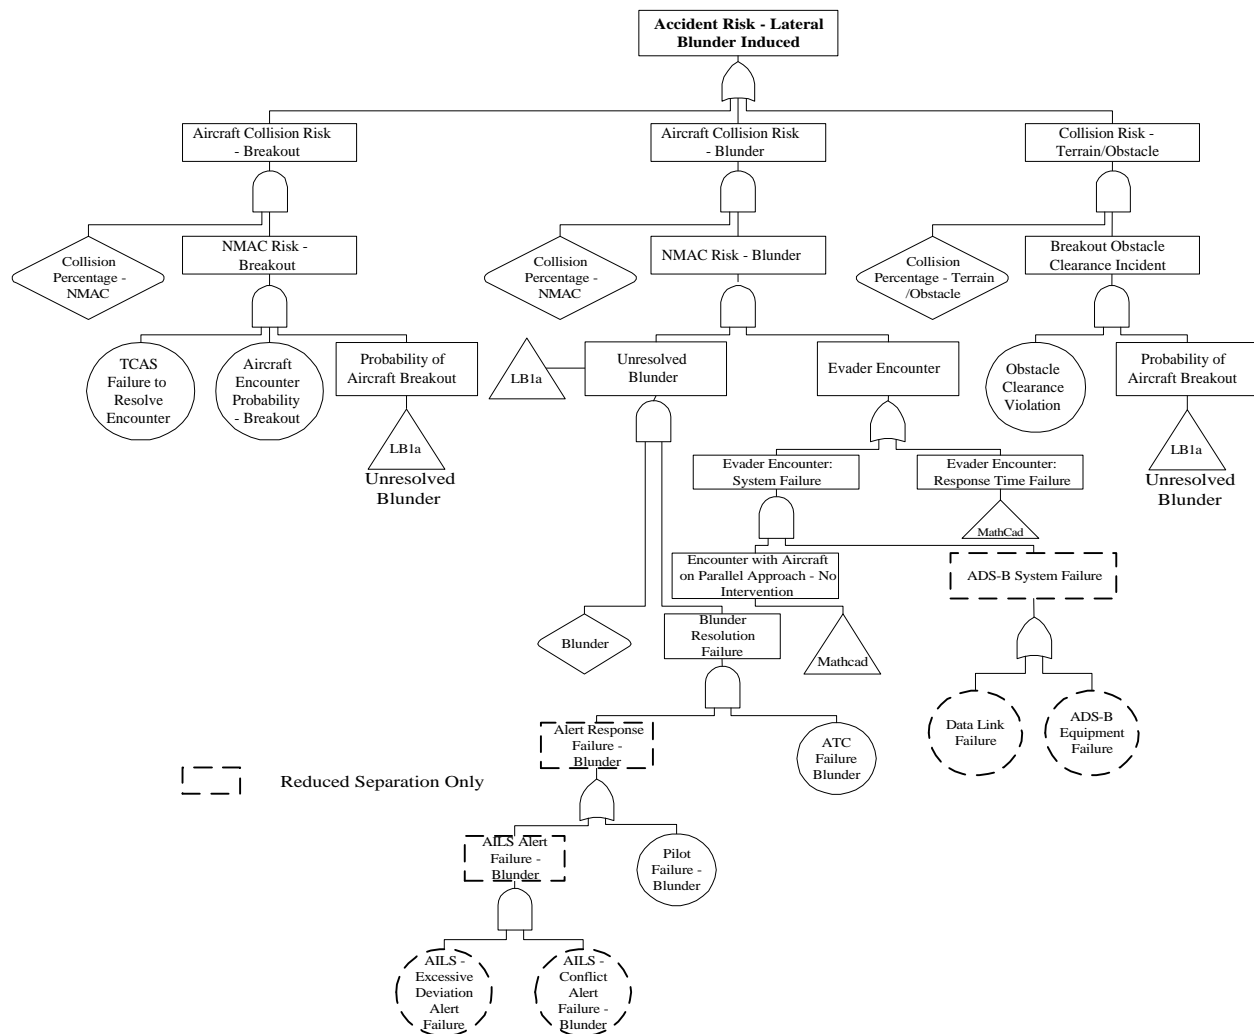 Accident Risk - Lateral
Blunder Induced
Aircraft Collision Risk
- Breakout
Aircraft Collision Risk
- Blunder
Collision Risk -
Terrain/Obstacle
Collision
Percentage -
NMAC
NMAC Risk -
Breakout
Collision
Percentage -
NMAC
NMAC Risk - Blunder
Collision
Percentage - Terrain
/Obstacle
Breakout Obstacle
Clearance Incident
TCAS
Failure to
Resolve
Encounter
Aircraft
Encounter
Probability
- Breakout
Probability of
Aircraft Breakout
LB1a
Unresolved
Blunder
LB1a
Unresolved
Blunder
Evader Encounter
Obstacle
Clearance
Violation
Probability of
Aircraft Breakout
LB1a
Unresolved
Blunder
Evader Encounter:
System Failure
Evader Encounter:
Response Time Failure
MathCad
Encounter with Aircraft
on Parallel Approach - No
Intervention
ADS-B System Failure
Blunder
Blunder
Resolution
Failure
Mathcad
Data Link
Failure
ADS-B
Equipment
Failure
Alert Response
Failure -
Blunder
ATC
Failure
Blunder
Reduced Separation Only
AILS Alert
Failure -
Blunder
Pilot
Failure -
Blunder
AILS -
Excessive
Deviation
Alert
Failure
AILS -
Conflict
Alert
Failure -
Blunder